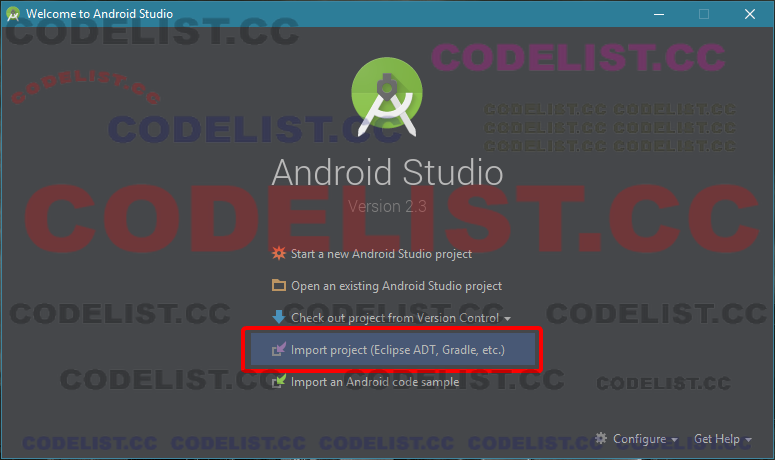 Welcome to Android Studio
CODELIST.CC
CODELIST.CC
CODELIST.CC
CODELIST.CC
CODELIST.CC CODELIST.CC
CODELIST.CC CODELIST.CC
CODELIST.CC CODELIST.CC
Android Studio
Version 2.3
CODELIST.CC
Start a new Android Studio project
Open an existing Android Studio project
Check out project from Version Control
CODELIST.CC CODELIST.CC CODELIST.CC
Import project (Eclipse ADT, Gradle, etc.)
Import an Android code sample
CODELIST.CC CODELIST.CC CODELIST.CC
Configure Get Help
CODELIST.CC CODELIST.CC CODELIST.CC CODELIST.CC CODELIST.CC